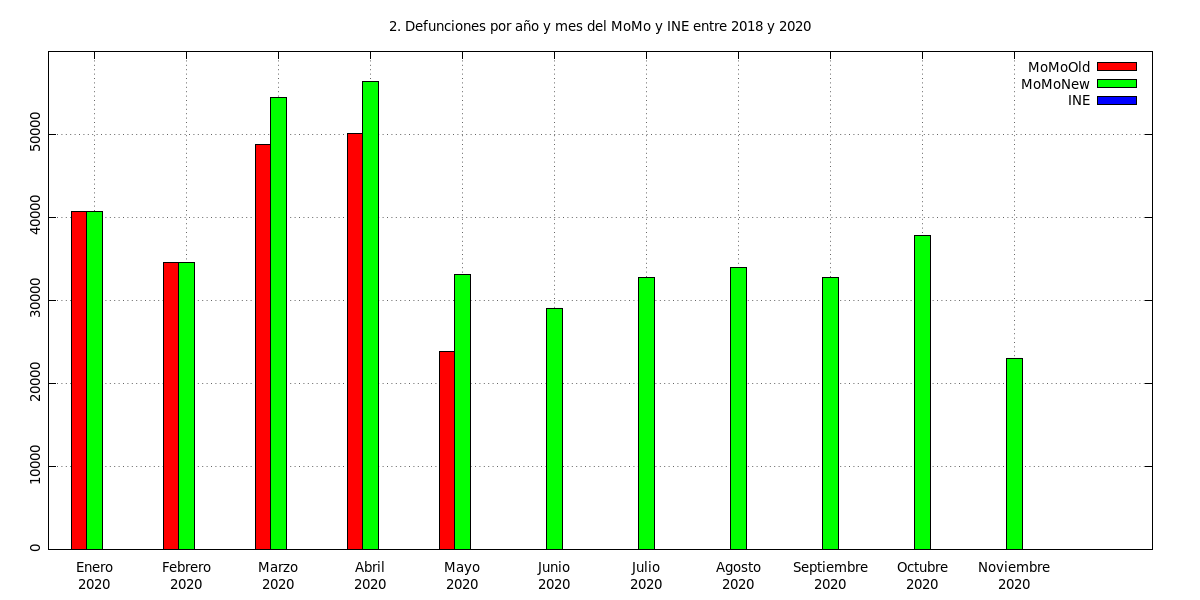 2. Defunciones por año y mes del MoMo y INE entre 2018 y 2020
MoMoOld
MoMoNew
INE
50000
40000
30000
20000
10000
0
Enero
2020
Febrero
2020
Marzo
2020
Abril
2020
Mayo
2020
Junio
2020
Julio
2020
Agosto
2020
Septiembre
2020
Octubre
2020
Noviembre
2020